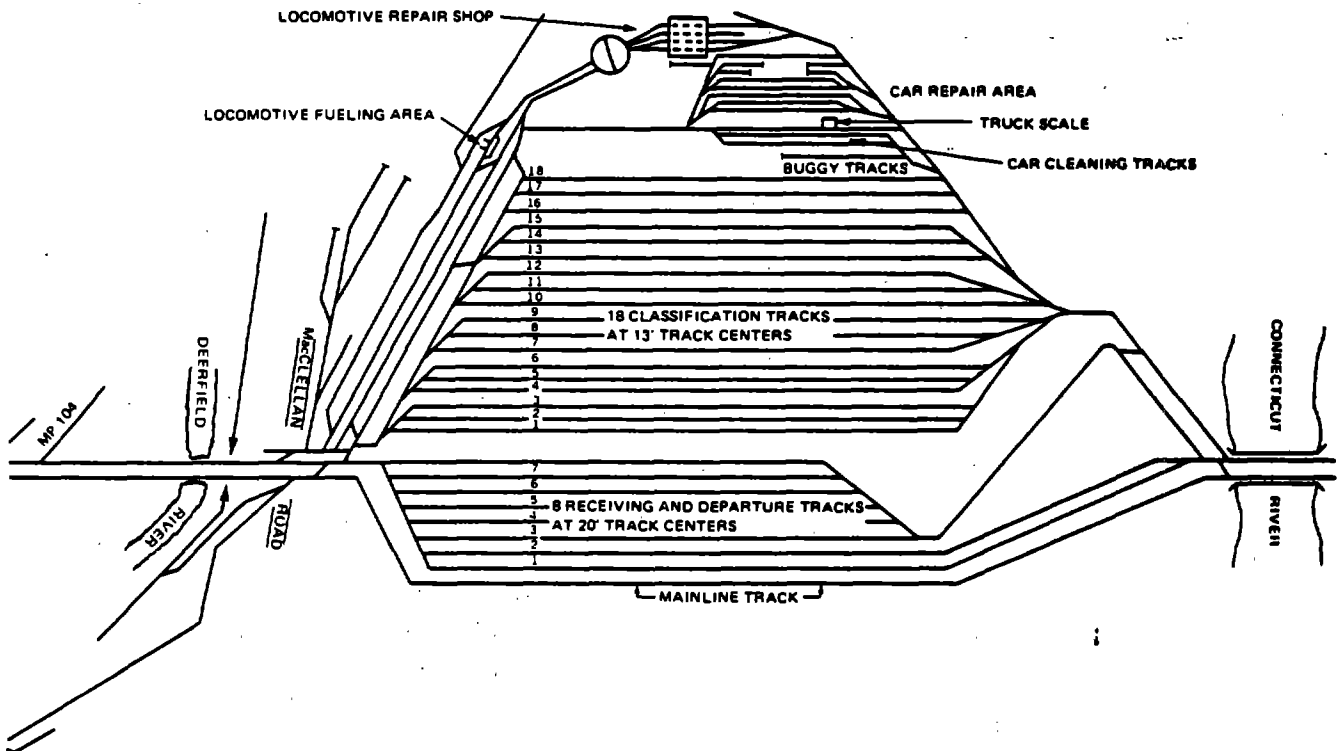 LOCOMOTIVE REPAIR SHOP
LOCOMOTIVE FUELING AREA
CAR REPAIR AREA
TRUCK SCALE
CAR CLEANING TRACKS
BUGGY TRACKS
18
17
16
15
14
13
12
11
10
9
8
7
6
5
4
3
2
1
18 CLASSIFICATION TRACKS
AT 13' TRACK CENTERS
MacCLELLAN
ROAD
DEERFIELD
RIVER
MP 104
CONNECTICUT
RIVER
7
6
5
4
3
2
1
8 RECEIVING AND DEPARTURE TRACKS
AT 20' TRACK CENTERS
MAINLINE TRACK